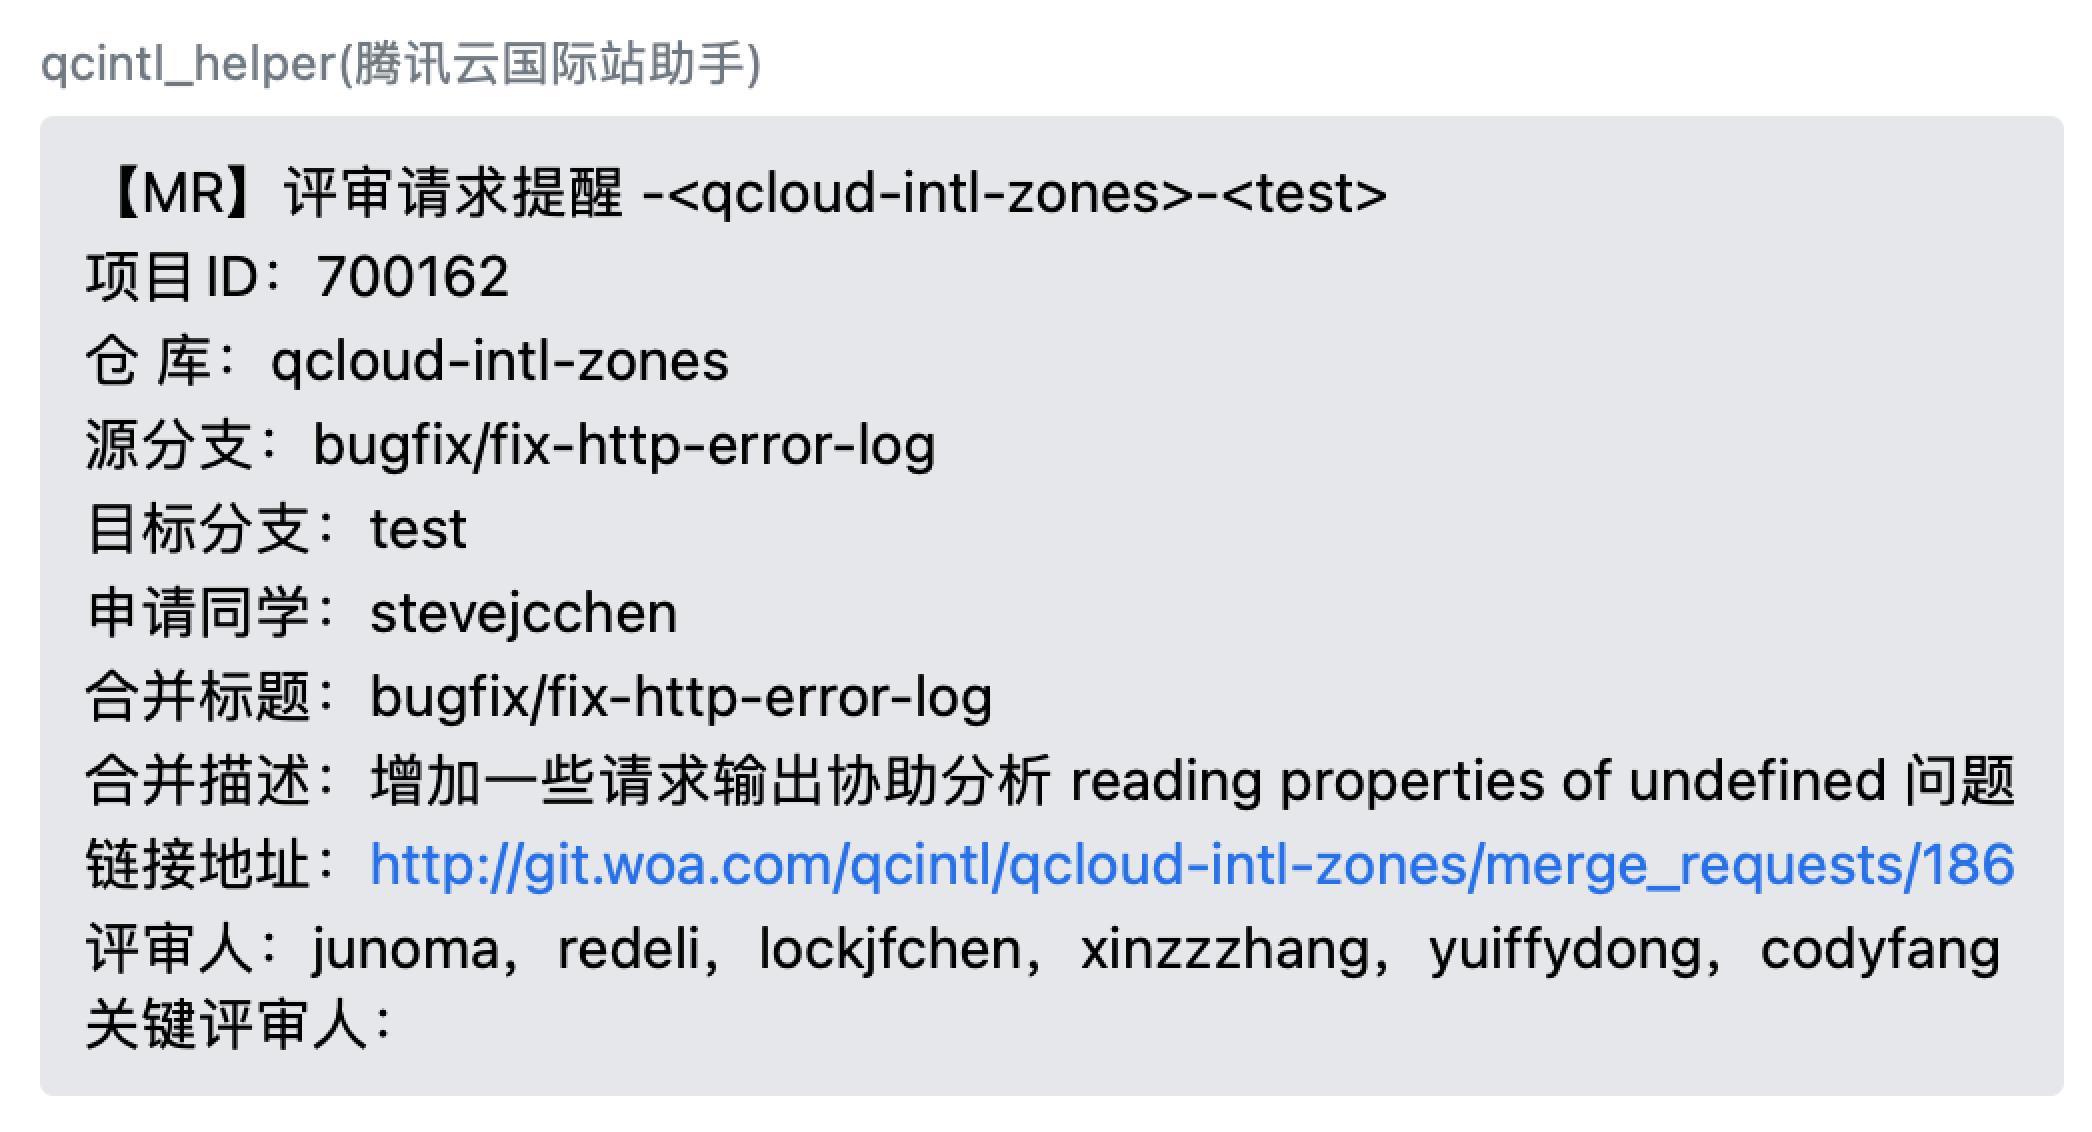 qcintl_helper(腾讯云国际站助手)
【MR】评审请求提醒 -<qcloud-intl-zones>-<test>
项目ID：700162
仓 库：qcloud-intl-zones
源分支：bugfix/fix-http-error-log
目标分支：test
申请同学：stevejcchen
合并标题：bugfix/fix-http-error-log
合并描述：增加一些请求输出协助分析 reading properties of undefined 问题
链接地址：http://git.woa.com/qcintl/qcloud-intl-zones/merge_requests/186
评审人：junoma，redeli，lockjfchen，xinzzzhang，yuiffydong，codyfang
关键评审人：